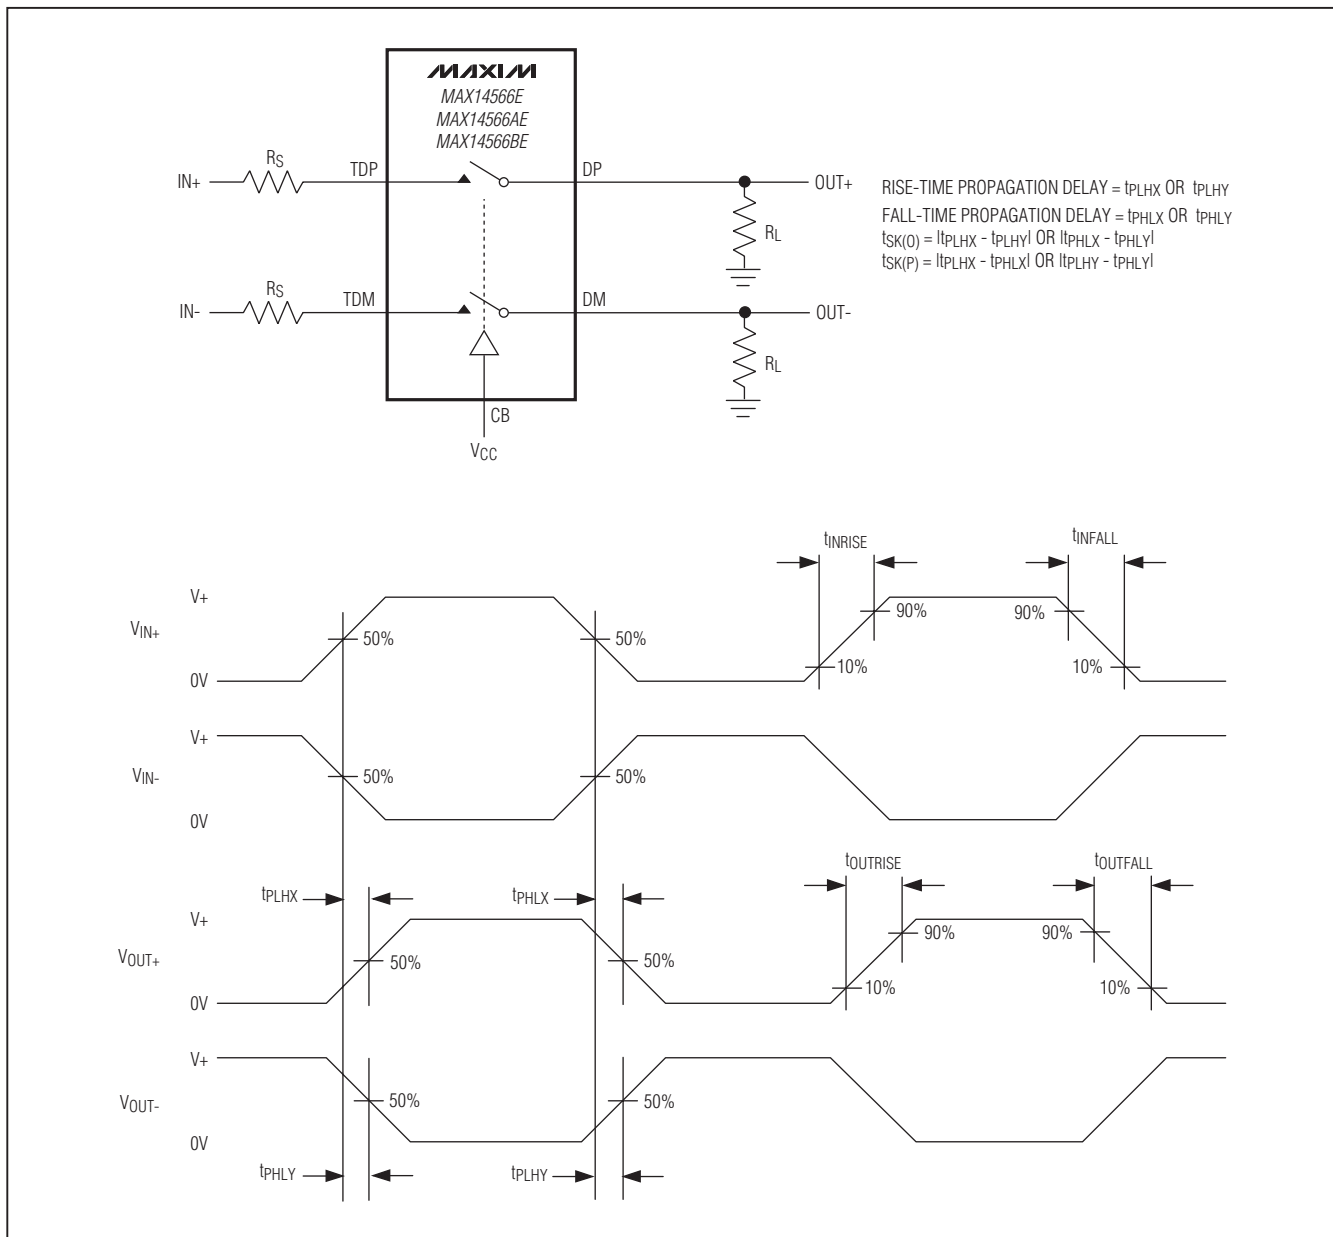 MAXIM
MAX14566E
MAX14566AE
MAX14566BE
IN+
RS
TDP
DP
OUT+
RL
RISE-TIME PROPAGATION DELAY = tPLHX OR tPLHY
FALL-TIME PROPAGATION DELAY = tPHLX OR tPHLY
tSK(O) = |tPLHX - tPLHY| OR |tPHLX - tPHLY|
tSK(P) = |tPLHX - tPHLX| OR |tPLHY - tPHLY|
IN-
RS
TDM
DM
OUT-
RL
CB
VCC
tINRISE
tINFALL
V+
VIN+
0V
50%
50%
90%
10%
90%
10%
V+
VIN-
0V
50%
50%
tPLHX
tPHLX
tOUTRISE
tOUTFALL
V+
VOUT+
0V
50%
50%
90%
10%
90%
10%
V+
VOUT-
0V
50%
50%
tPHLY
tPLHY